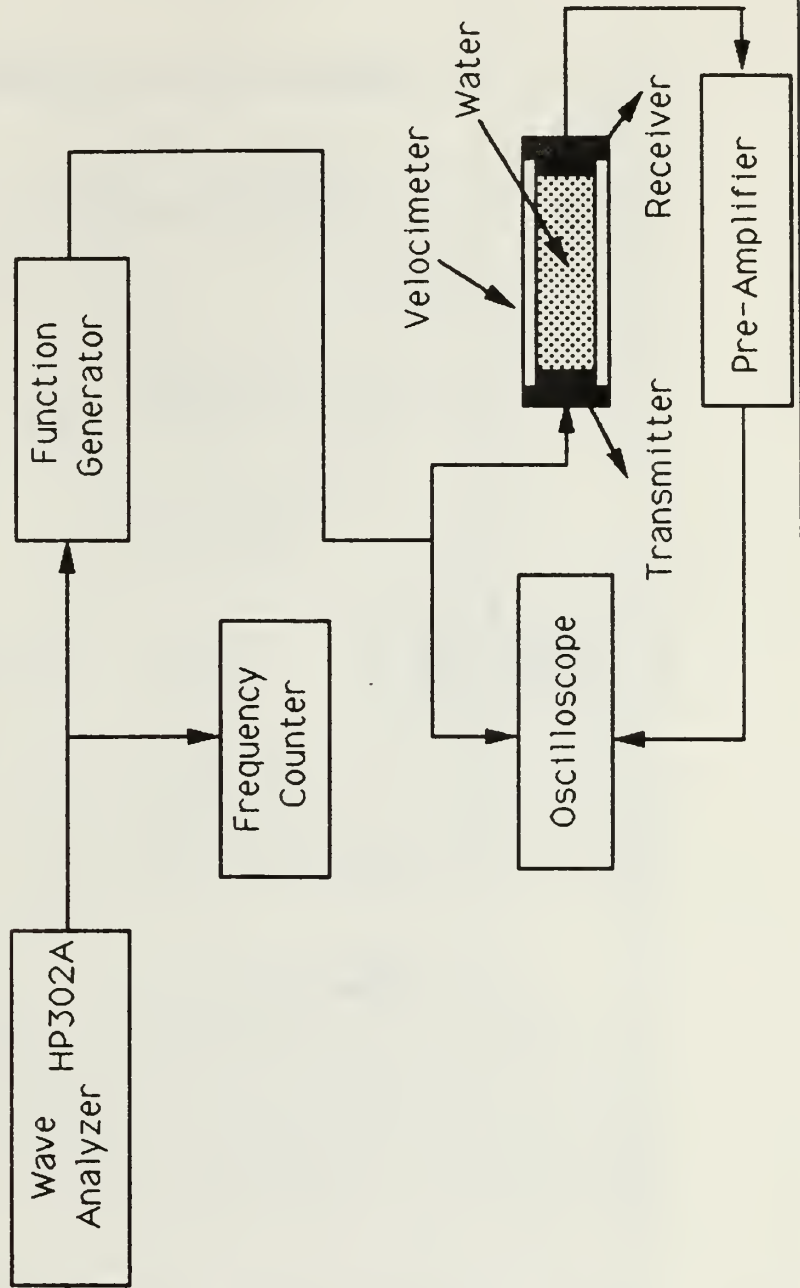 Wave
HP302A
Analyzer
Function
Generator
Frequency
Counter
Velocimeter
Water
Oscilloscope
Transmitter
Receiver
Pre-Amplifier